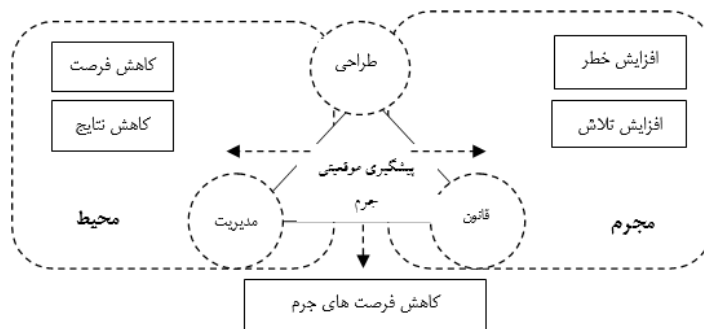 طراحی
افزایش خطر
کاهش فرصت
افزایش تلاش
کاهش نتایج
پیشگیری موقعیتی
جرم
قانون
مدیریت
مجرم
محیط
کاهش فرصت های جرم